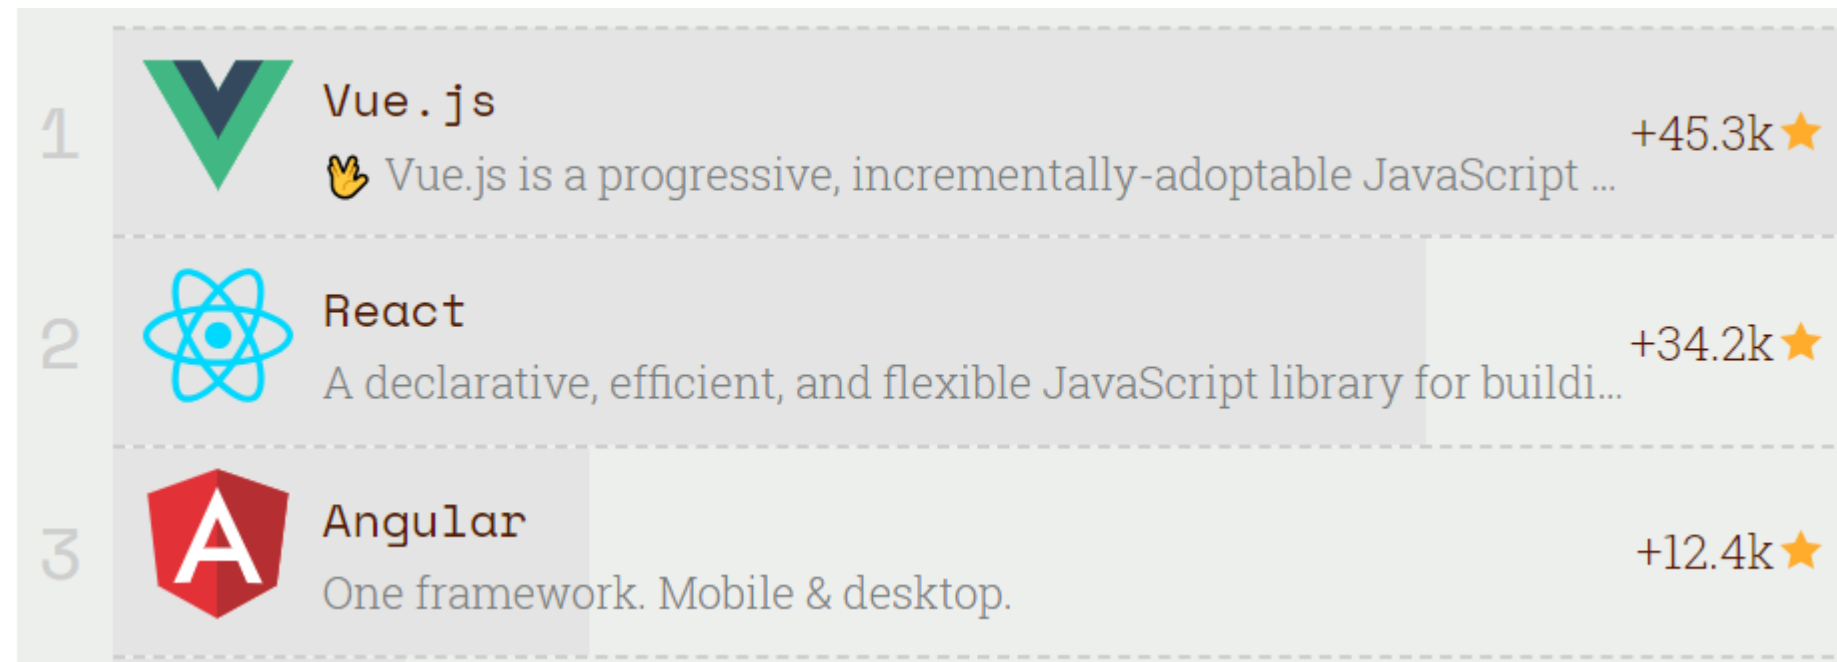 1
Vue.js
🖖 Vue.js is a progressive, incrementally-adoptable JavaScript ...
+45.3k
2
React
A declarative, efficient, and flexible JavaScript library for buildi...
+34.2k
3
Angular
One framework. Mobile & desktop.
+12.4k